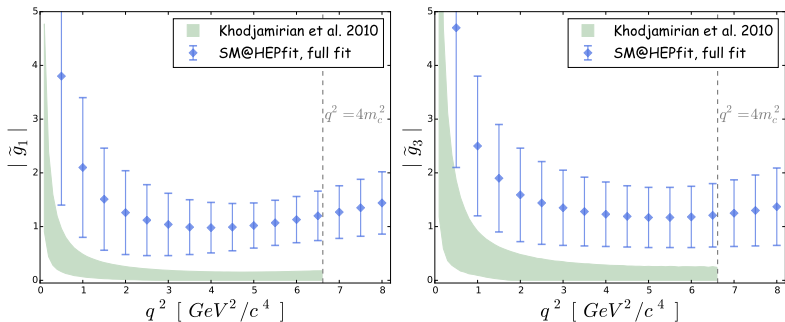 Khodjamirian et al. 2010
SM@HEPfit, full fit
q² = 4m_c²
|g̃₁|
5
4
3
2
1
0
0 1 2 3 4 5 6 7 8
q² [ GeV²/c⁴ ]
Khodjamirian et al. 2010
SM@HEPfit, full fit
q² = 4m_c²
|g̃₃|
5
4
3
2
1
0
0 1 2 3 4 5 6 7 8
q² [ GeV²/c⁴ ]